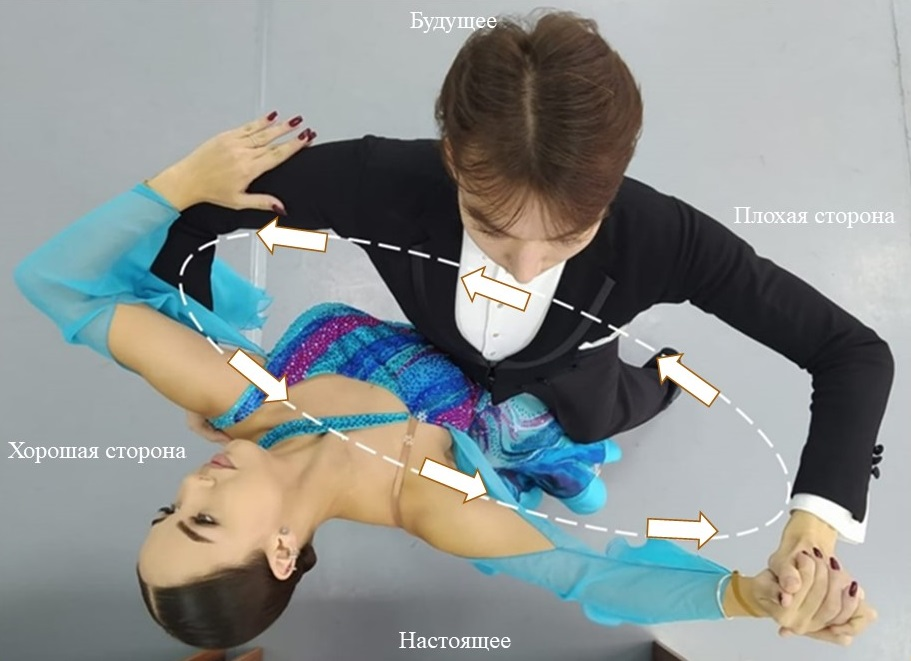 Будущее
Плохая сторона
Хорошая сторона
Настоящее